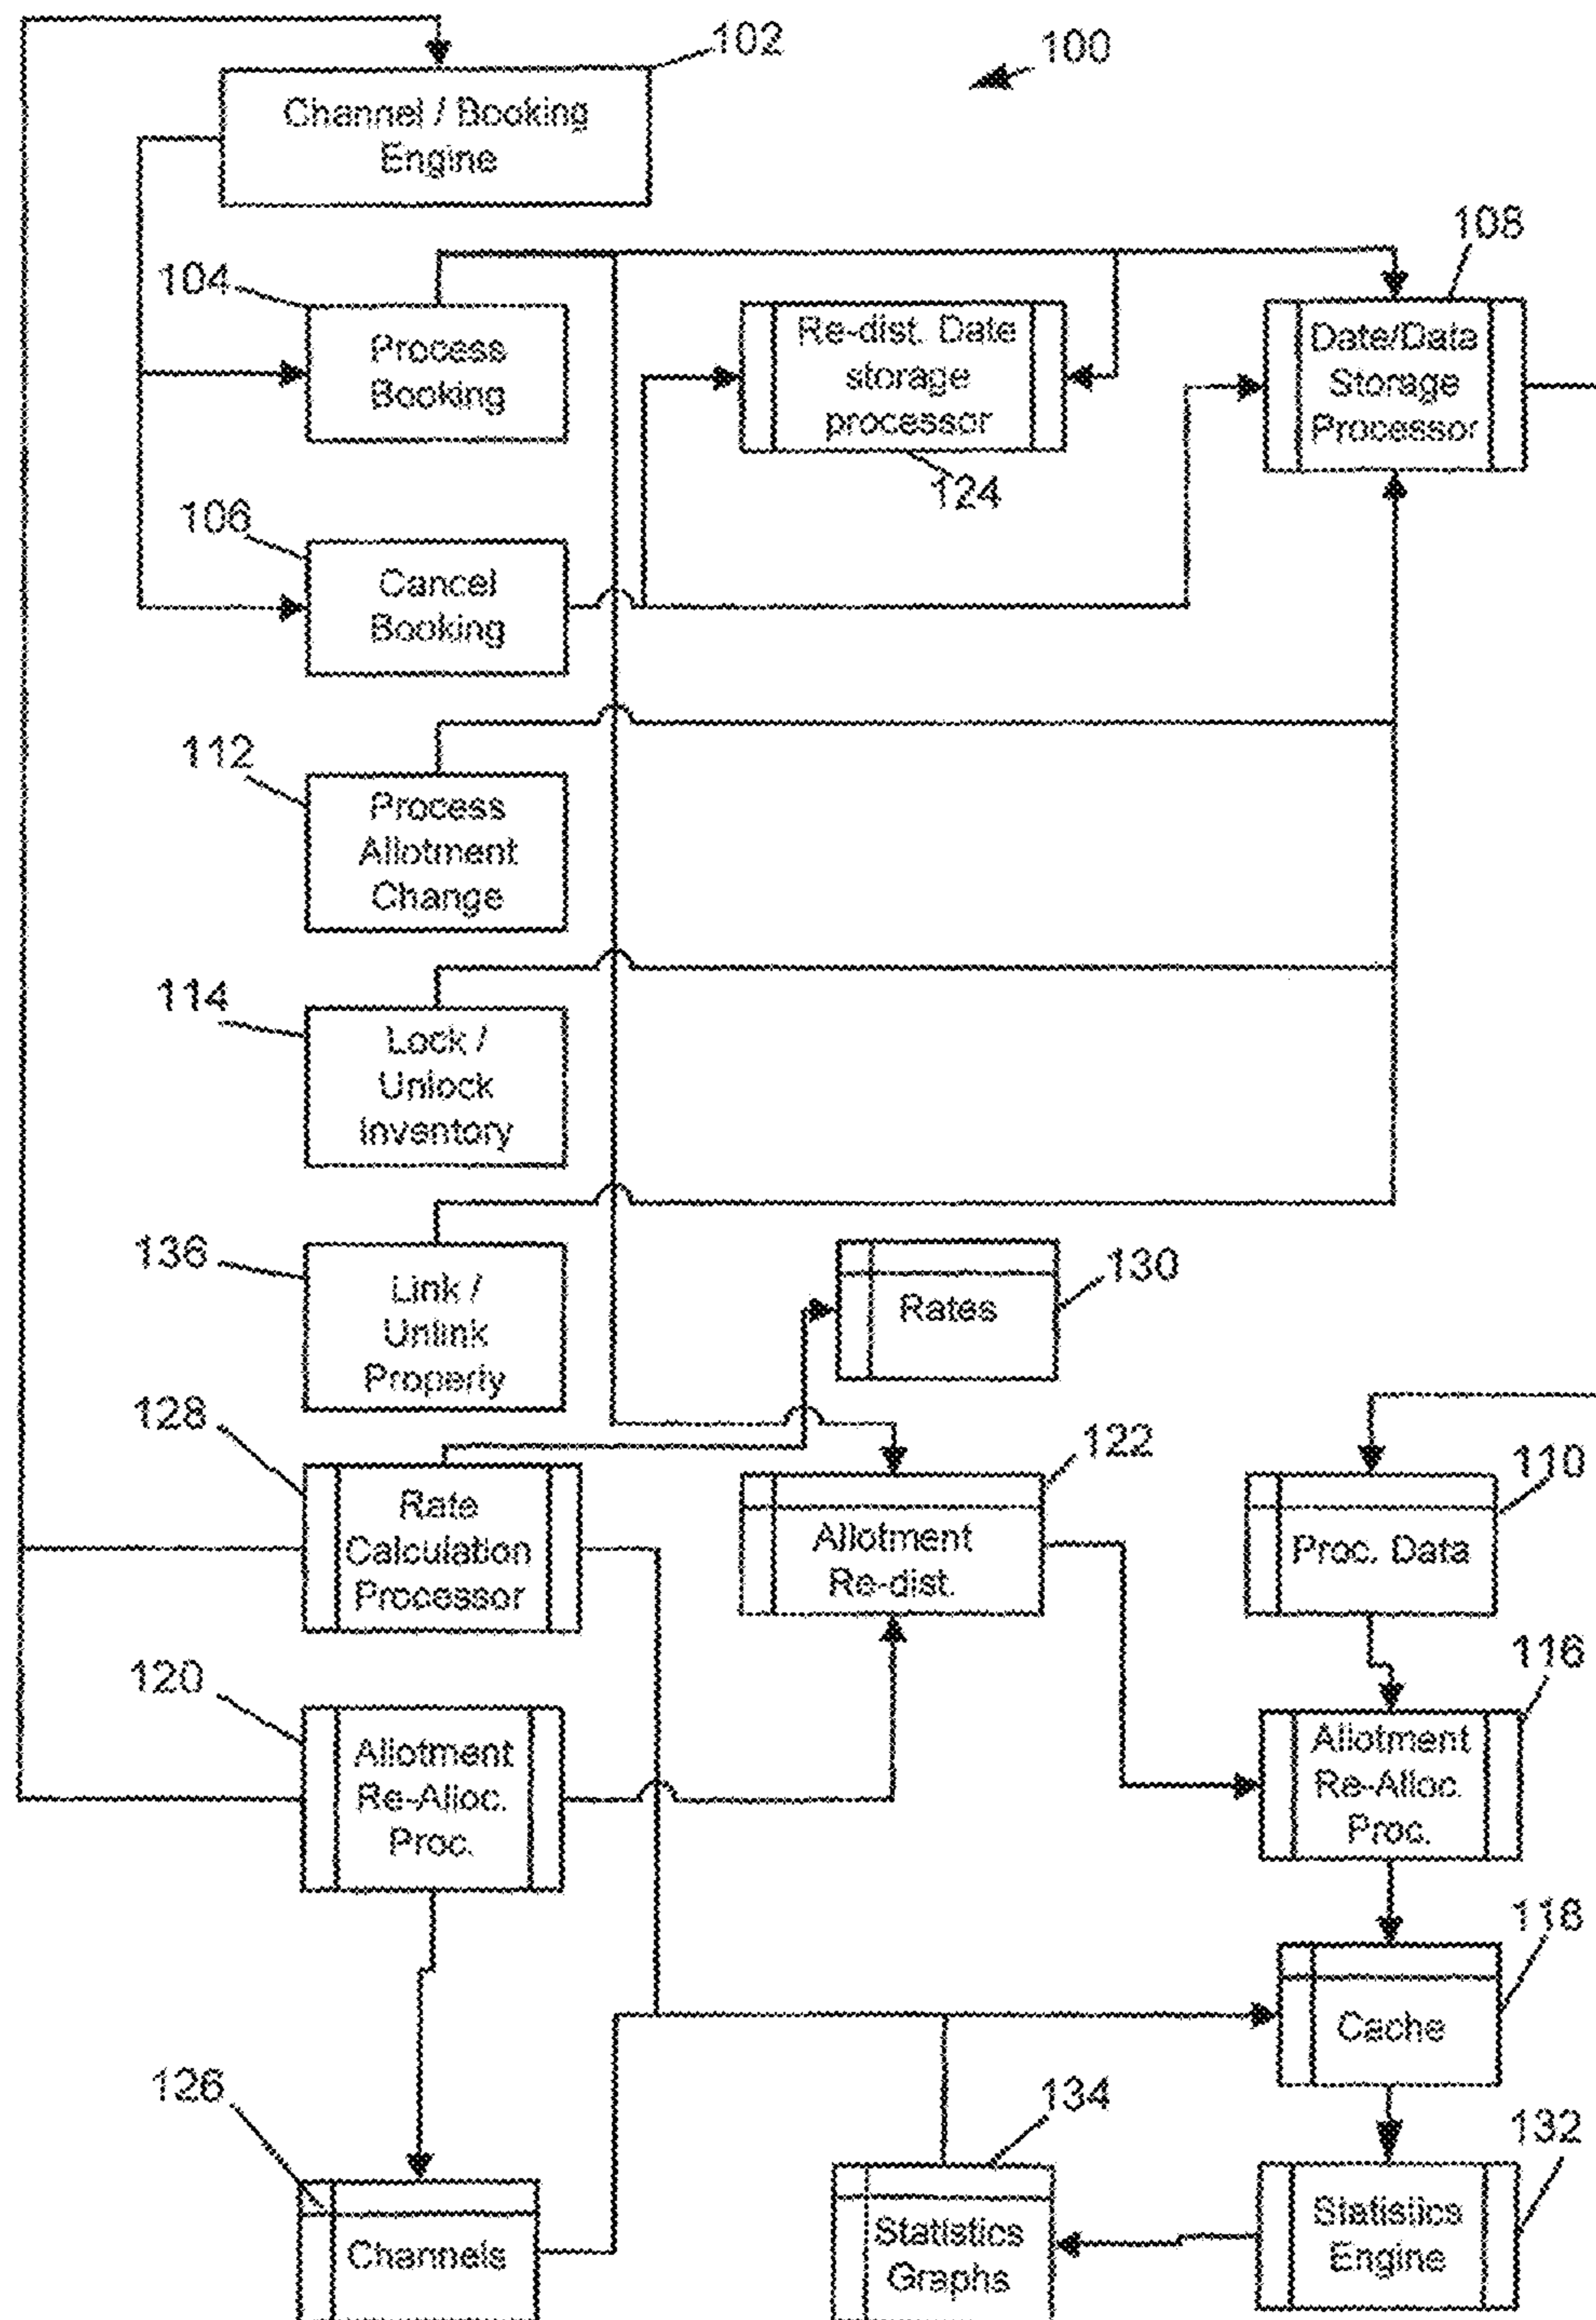 102
100
Channel / Booking
Engine
108
104
Process
Booking
Re-dist. Date
storage
processor
Date/Data
Storage
Processor
124
106
Cancel
Booking
112
Process
Allotment
Change
114
Lock /
Unlock
Inventory
136
Link /
Unlink
Property
130
Rates
128
Rate
Calculation
Processor
122
Allotment
Re-dist.
110
Proc. Data
120
Allotment
Re-Alloc.
Proc.
116
Allotment
Re-Alloc.
Proc.
118
Cache
126
Channels
134
Statistics
Graphs
132
Statistics
Engine